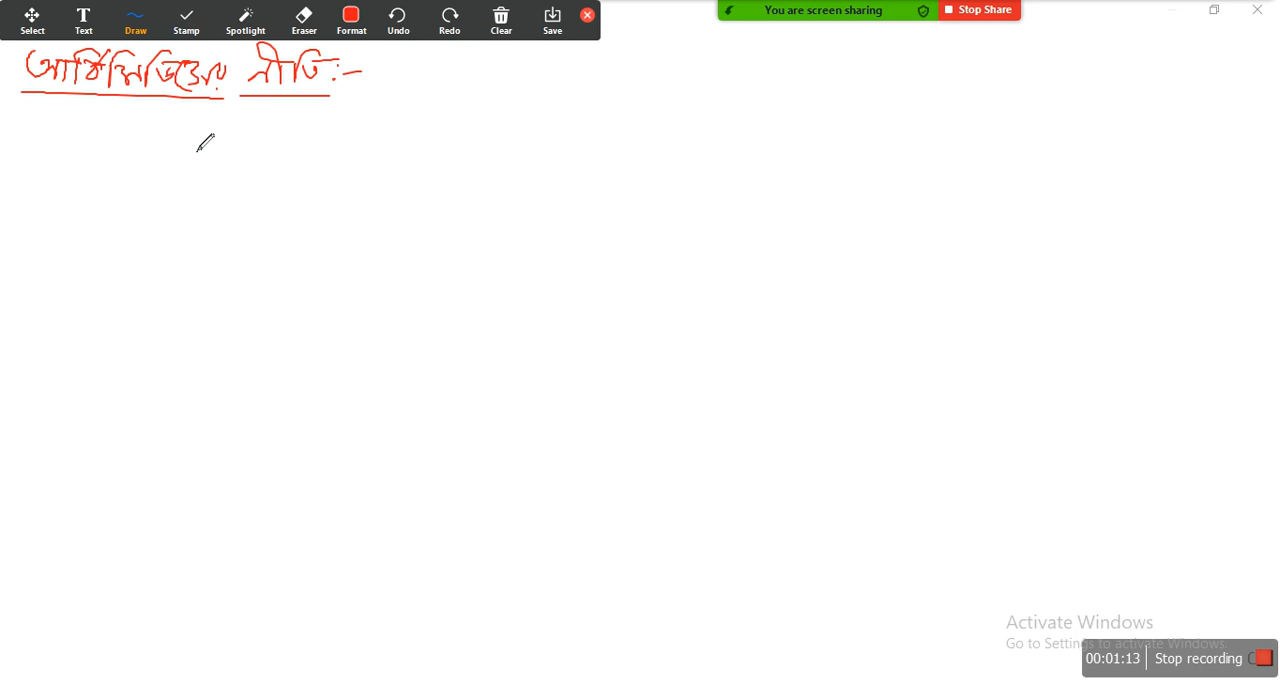 Select Text Draw Stamp Spotlight Eraser Format Undo Redo Clear Save
You are screen sharing Stop Share
আর্কিমিডিসের নীতি:-
Activate Windows
Go to Settings to activate Windows.
00:01:13 Stop recording